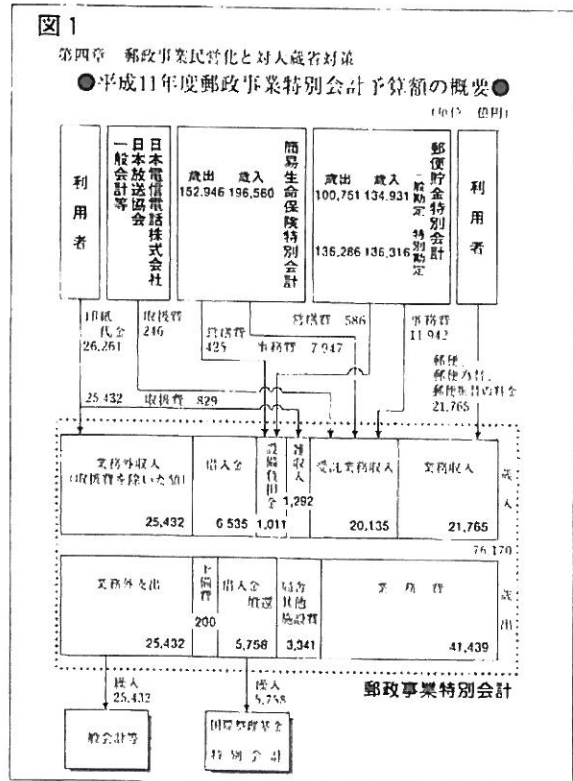 図1
第四章 郵政事業民営化と対大蔵省対策
●平成11年度郵政事業特別会計予算額の概要●
(単位 億円)
利用者
日本電信電話株式会社
日本放送協会
一般会計等
簡易生命保険特別会計
歳出 歳入
152,946 196,560
郵便貯金特別会計
一般勘定 特別勘定
歳出 歳入
100,751 134,931
136,286 136,316
利用者
印紙
代金
26,261
取扱費
246
営繕費
425
事務費 7,947
営繕費 586
事務費
11,942
郵便、
郵便為替、
郵便振替の料金
21,765
25,432 取扱費 829
業務外収入
(取扱費を除いた額)
25,432
借入金
6,535
設備負担金
1,011
雑収入
1,292
受託業務収入
20,135
業務収入
21,765
歳入
76,170
業務外支出
25,432
予備費
200
借入金
償還
5,758
局舎
其他
施設費
3,341
業務費
41,439
歳出
郵政事業特別会計
繰入
25,432
繰入
5,758
一般会計等
国債整理基金
特別会計